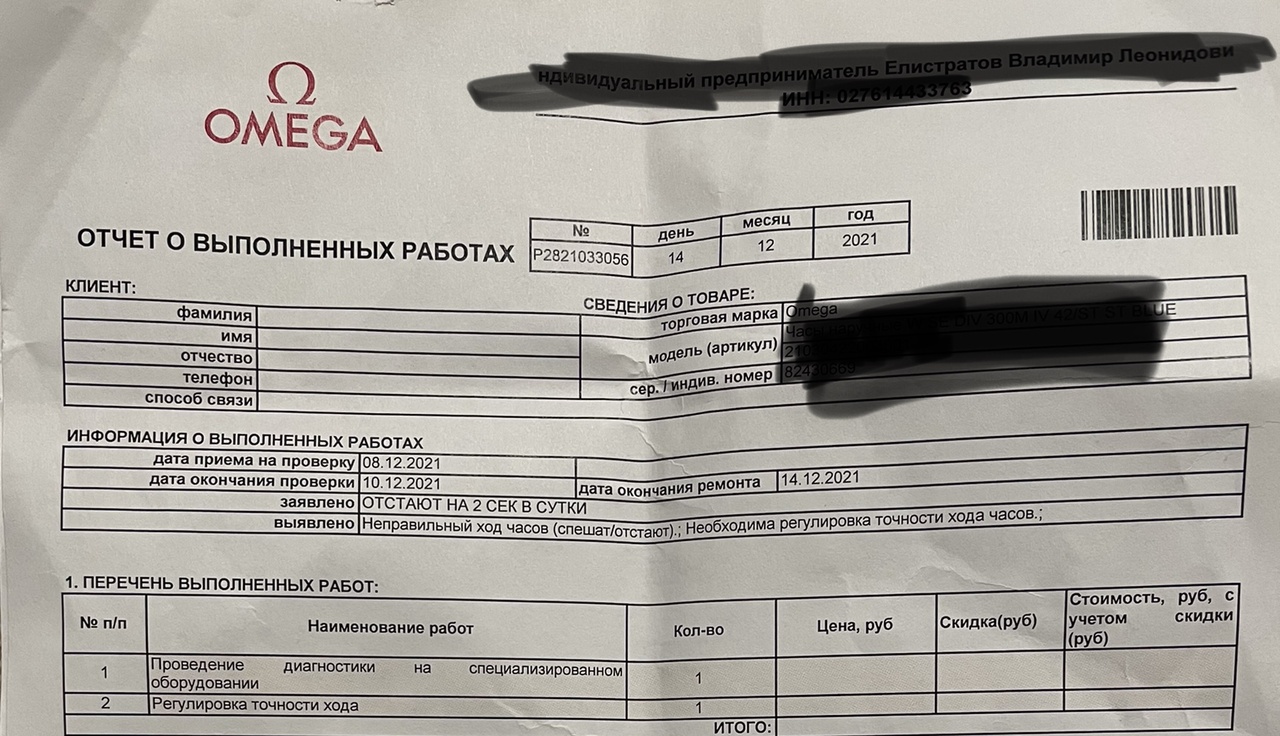 Ω
OMEGA
ОТЧЕТ О ВЫПОЛНЕННЫХ РАБОТАХ
№ день месяц год
P2821033056 14 12 2021
КЛИЕНТ:
фамилия
имя
отчество
телефон
способ связи
СВЕДЕНИЯ О ТОВАРЕ:
торговая марка Omega
модель (артикул)
сер. / индив. номер
ИНФОРМАЦИЯ О ВЫПОЛНЕННЫХ РАБОТАХ
дата приема на проверку 08.12.2021
дата окончания проверки 10.12.2021 дата окончания ремонта 14.12.2021
заявлено ОТСТАЮТ НА 2 СЕК В СУТКИ
выявлено Неправильный ход часов (спешат/отстают).; Необходима регулировка точности хода часов.;
1. ПЕРЕЧЕНЬ ВЫПОЛНЕННЫХ РАБОТ:
№ п/п Наименование работ Кол-во Цена, руб Скидка(руб) Стоимость, руб, с
учетом скидки
(руб)
1 Проведение диагностики на специализированном
оборудовании 1
2 Регулировка точности хода 1
ИТОГО: